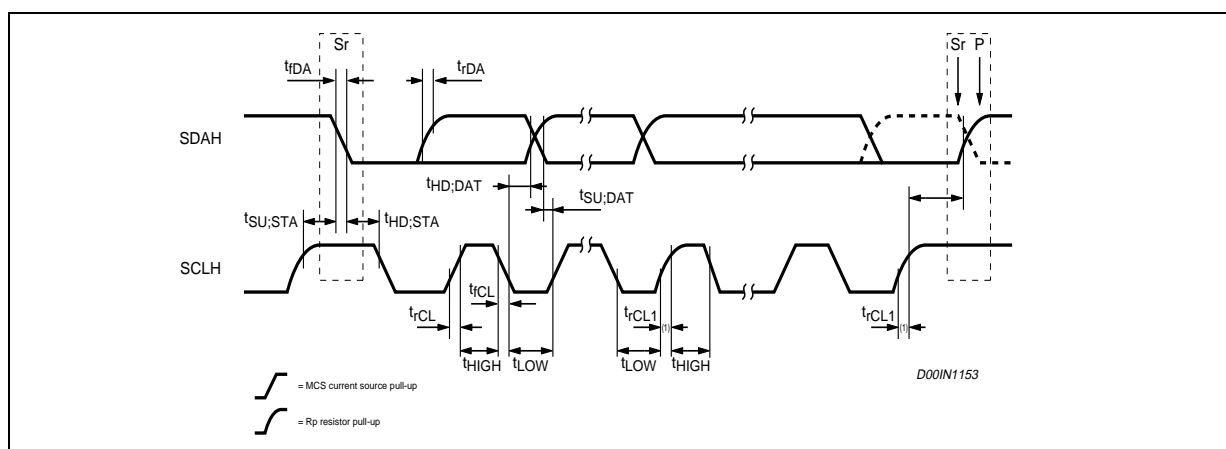 Sr
Sr P
tfDA
trDA
SDAH
tHD;DAT
tSU;DAT
tSU;STA
tHD;STA
SCLH
tfCL
trCL
trCL1
(1)
trCL1
(1)
tHIGH
tLOW
tLOW
tHIGH
D00IN1153
= MCS current source pull-up
= Rp resistor pull-up